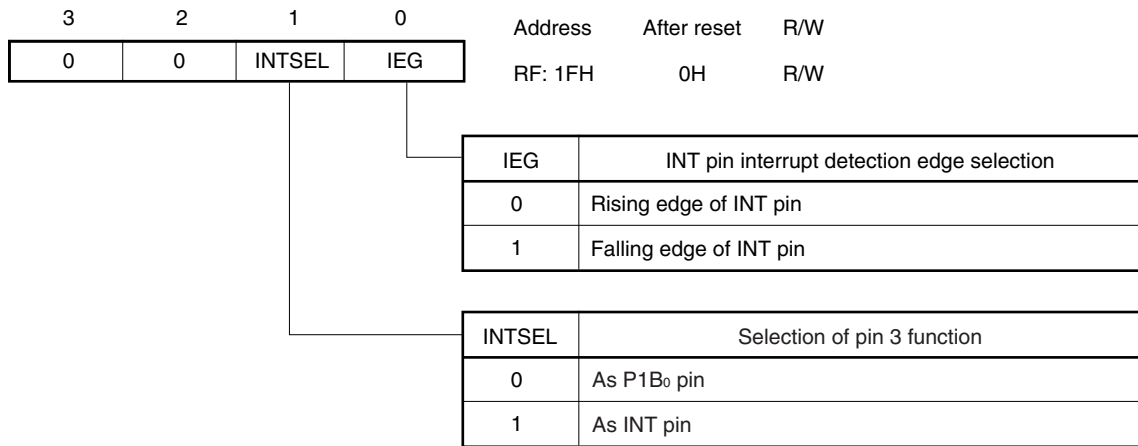 3 2 1 0
Address After reset R/W
0 0 INTSEL IEG
RF: 1FH 0H R/W
IEG INT pin interrupt detection edge selection
0 Rising edge of INT pin
1 Falling edge of INT pin
INTSEL Selection of pin 3 function
0 As P1B₀ pin
1 As INT pin